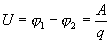 U = φ₁ − φ₂ = A/q